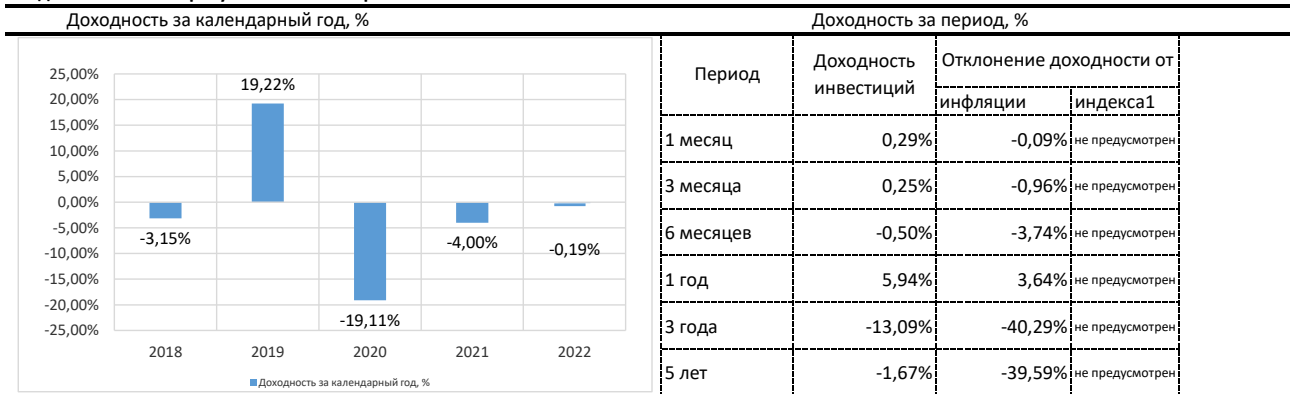 Доходность за календарный год, %
Доходность за период, %
25,00%
20,00%
15,00%
10,00%
5,00%
0,00%
-5,00%
-10,00%
-15,00%
-20,00%
-25,00%
-3,15%
19,22%
-19,11%
-4,00%
-0,19%
2018 2019 2020 2021 2022
Доходность за календарный год, %
Период Доходность инвестиций Отклонение доходности от
инфляции индекса1
1 месяц 0,29% -0,09% не предусмотрен
3 месяца 0,25% -0,96% не предусмотрен
6 месяцев -0,50% -3,74% не предусмотрен
1 год 5,94% 3,64% не предусмотрен
3 года -13,09% -40,29% не предусмотрен
5 лет -1,67% -39,59% не предусмотрен